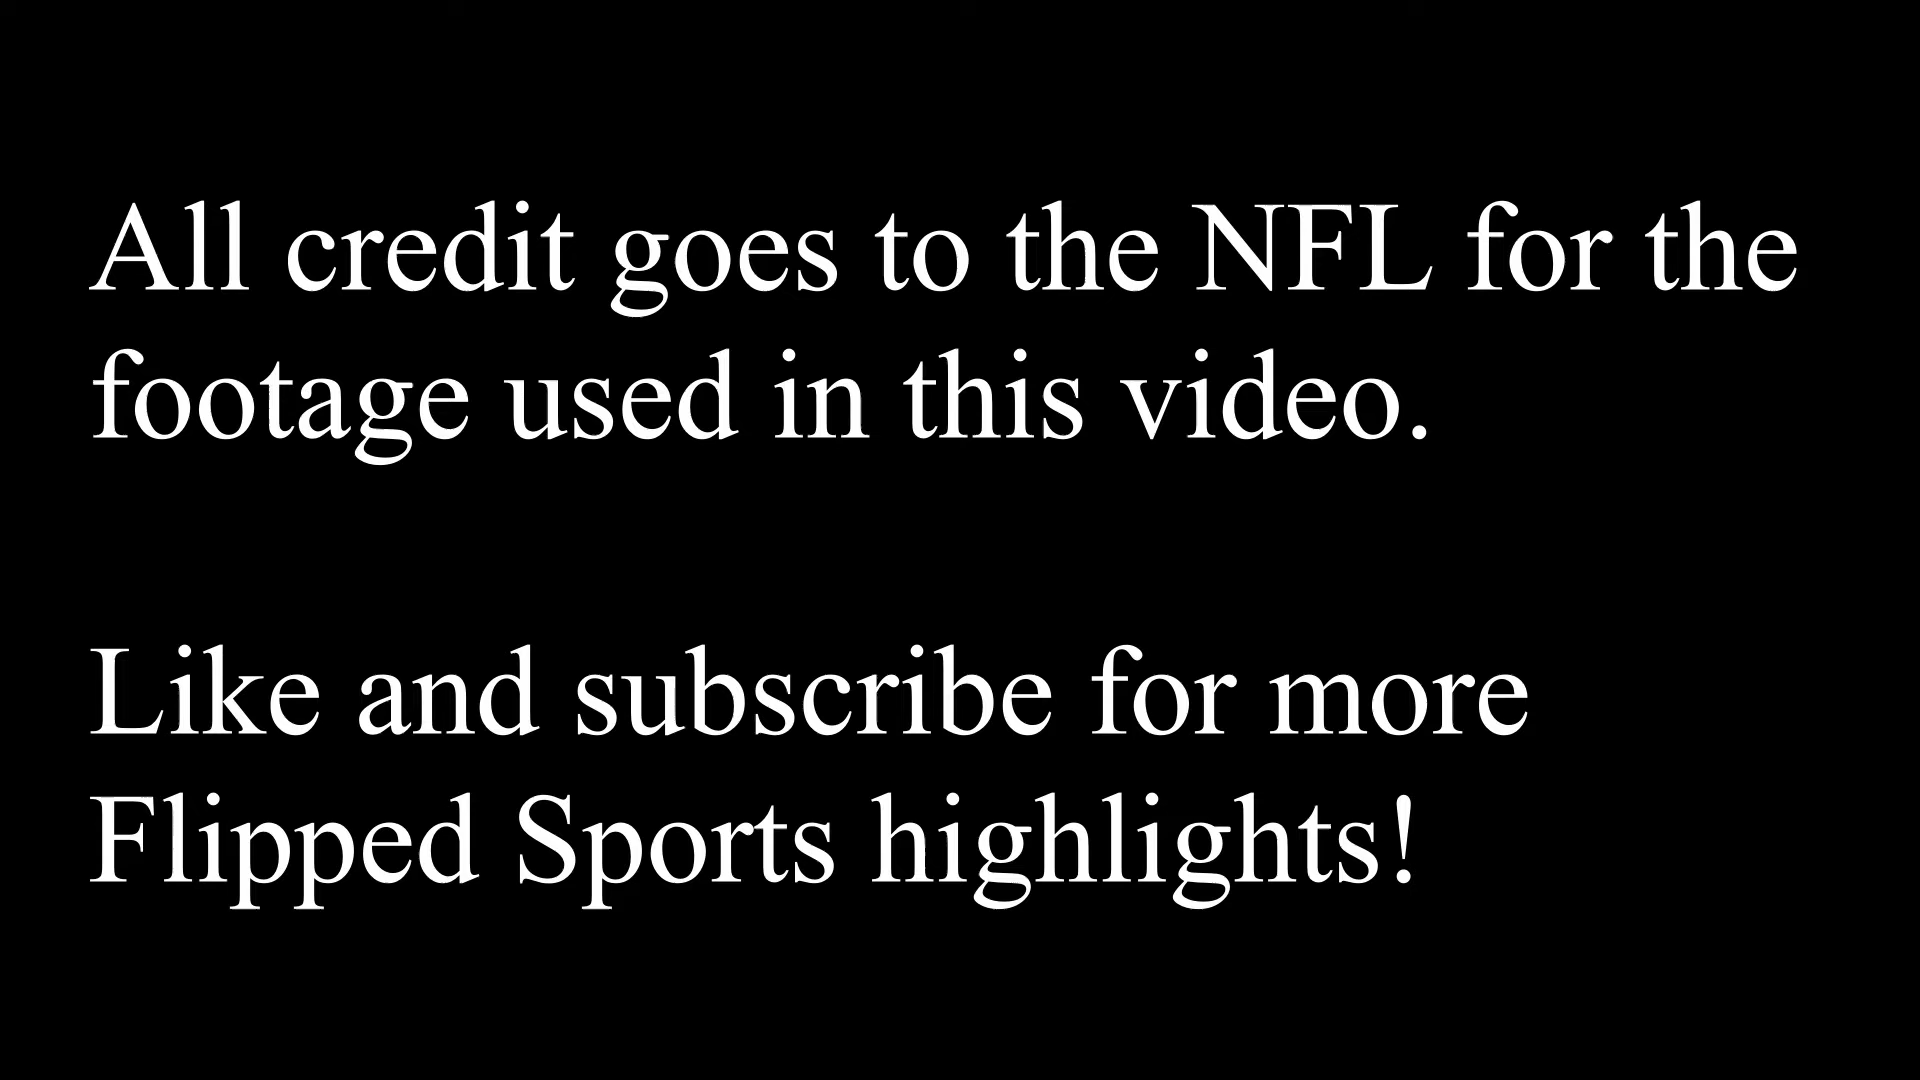 All credit goes to the NFL for the
footage used in this video.
Like and subscribe for more
Flipped Sports highlights!